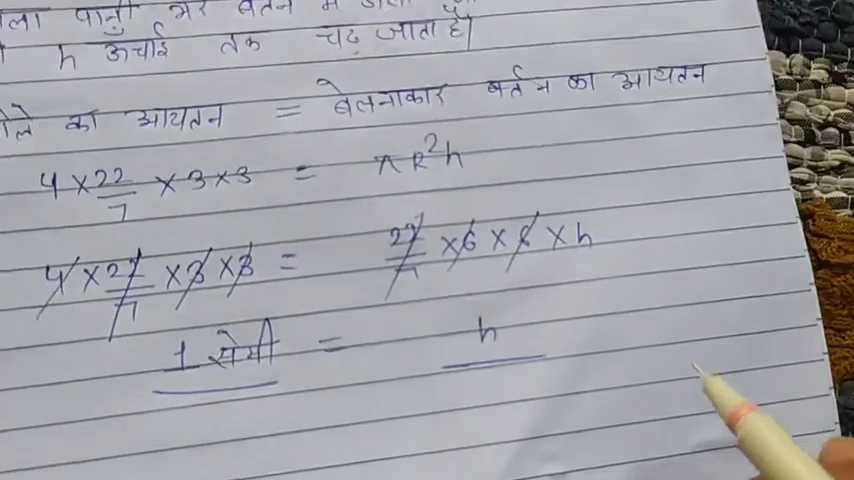 पानी भर बर्तन में डाला
h ऊचाई तक चढ़ जाता है।
गोले का आयतन = बेलनाकार बर्तन का आयतन
4 × 22/7 × 3 × 3 = πR²h
4 × 22/7 × 3 × 3 = 22/7 × 6 × 6 × h
1 सेमी = h